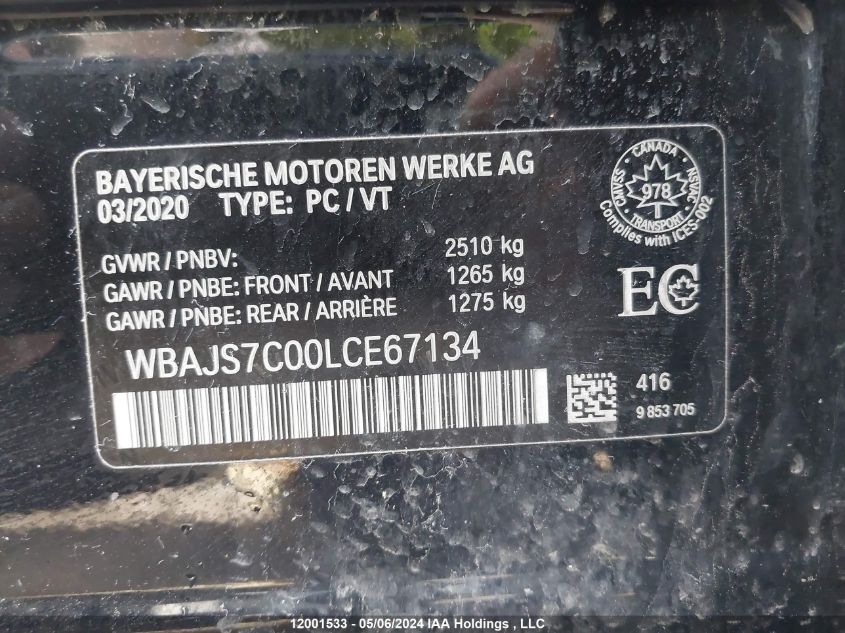 BAYERISCHE MOTOREN WERKE AG
03/2020 TYPE: PC / VT
GVWR / PNBV: 2510 kg
GAWR / PNBE: FRONT / AVANT 1265 kg
GAWR / PNBE: REAR / ARRIÈRE 1275 kg
WBAJS7C00LCE67134
CANADA
CMVSS
978
NSVAC
TRANSPORT
Complies with ICES-002
EC
416
9 853 705
12001533 - 05/06/2024 IAA Holdings , LLC